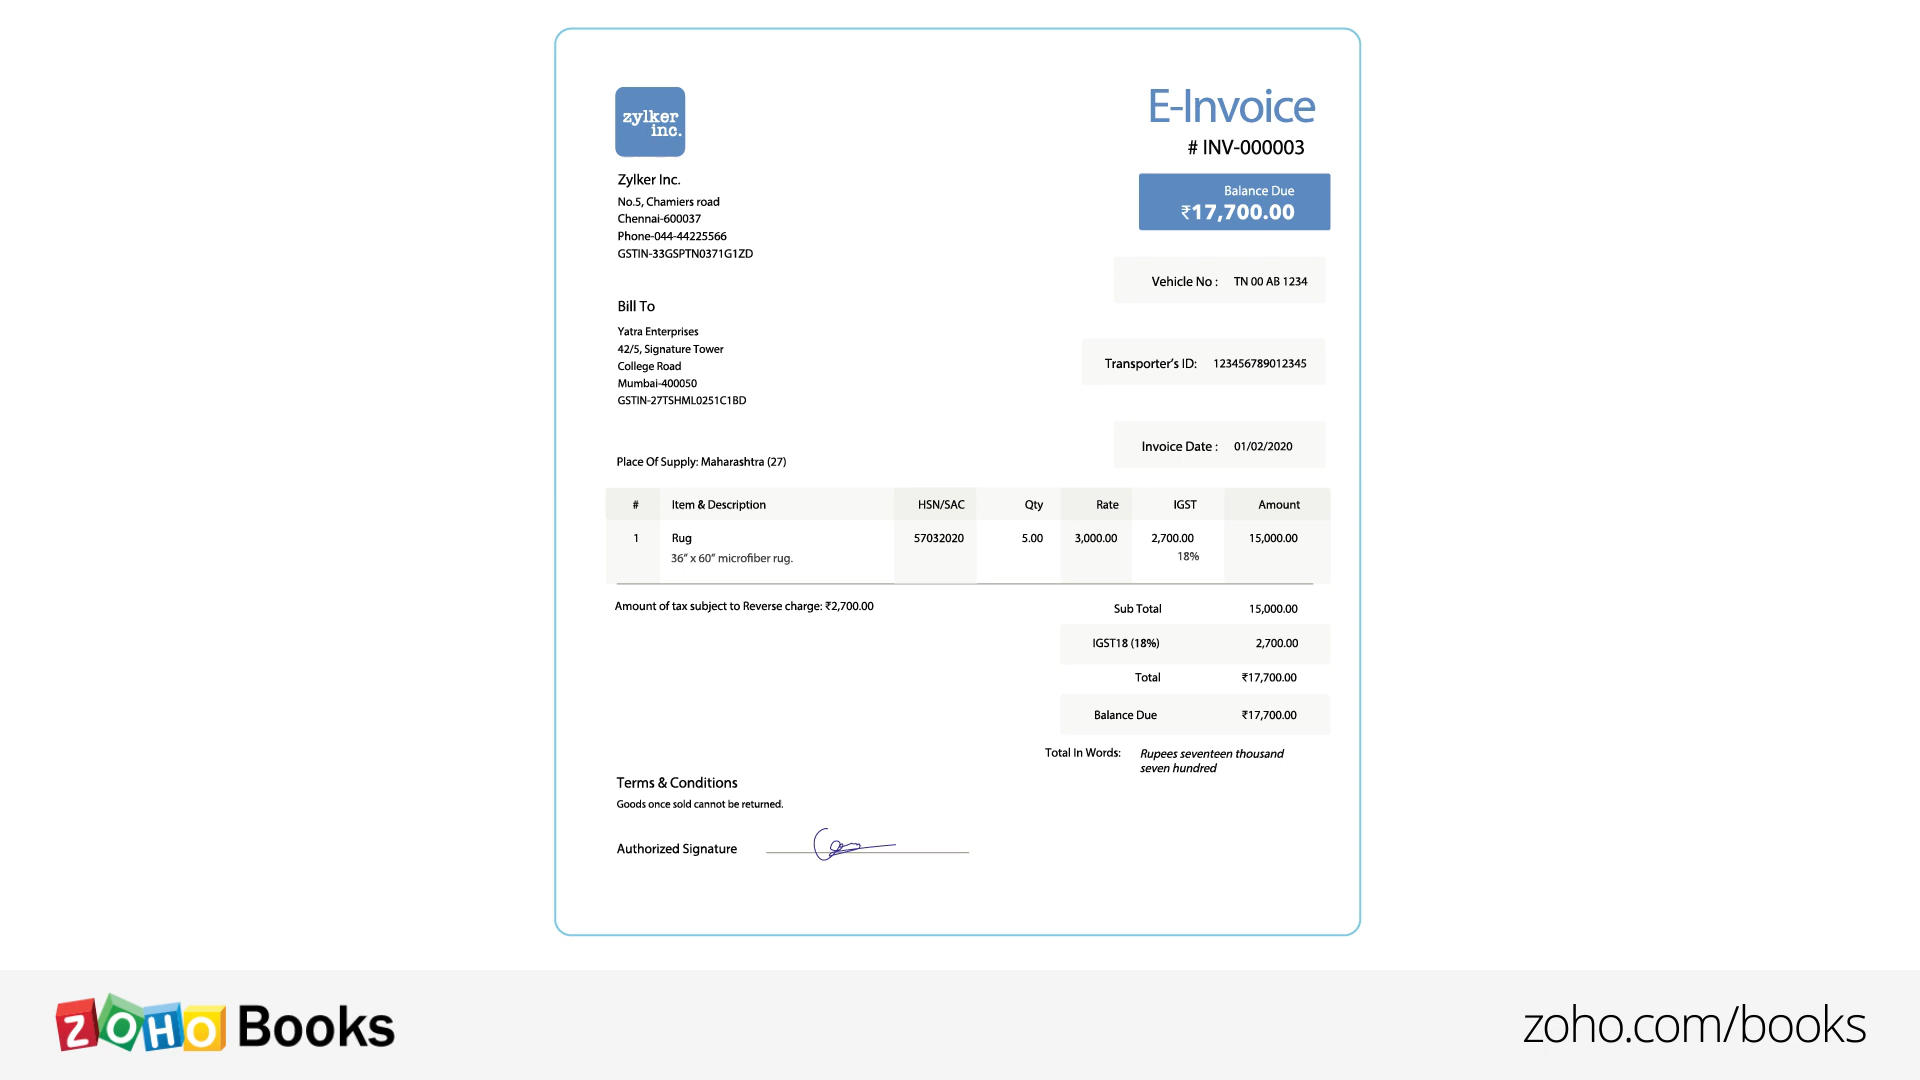 zylker
inc.
E-Invoice
# INV-000003
Zylker Inc.
No.5, Chamiers road
Chennai-600037
Phone-044-44225566
GSTIN-33GSPTN0371G1ZD
Balance Due
₹17,700.00
Vehicle No : TN 00 AB 1234
Bill To
Yatra Enterprises
42/5, Signature Tower
College Road
Mumbai-400050
GSTIN-27TSHML0251C1BD
Transporter's ID: 123456789012345
Invoice Date : 01/02/2020
Place Of Supply: Maharashtra (27)
# Item & Description HSN/SAC Qty Rate IGST Amount
1 Rug 57032020 5.00 3,000.00 2,700.00 15,000.00
36" x 60" microfiber rug. 18%
Amount of tax subject to Reverse charge: ₹2,700.00
Sub Total 15,000.00
IGST18 (18%) 2,700.00
Total ₹17,700.00
Balance Due ₹17,700.00
Total In Words: Rupees seventeen thousand
seven hundred
Terms & Conditions
Goods once sold cannot be returned.
Authorized Signature
ZOHO Books
zoho.com/books